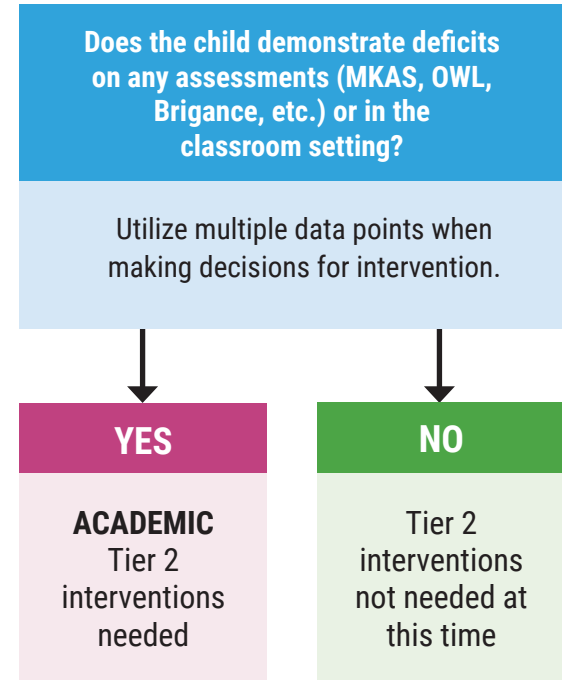 Does the child demonstrate deficits
on any assessments (MKAS, OWL,
Brigance, etc.) or in the
classroom setting?
Utilize multiple data points when
making decisions for intervention.
YES
ACADEMIC
Tier 2
interventions
needed
NO
Tier 2
interventions
not needed at
this time